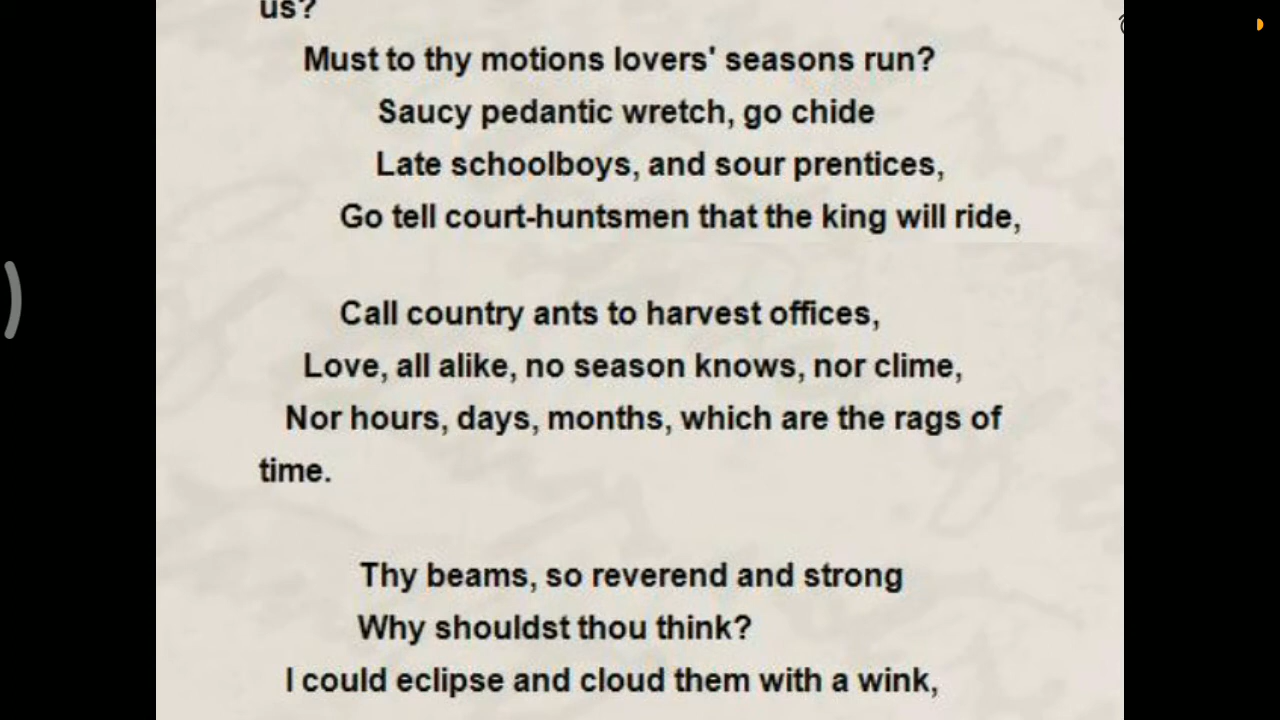 us?
Must to thy motions lovers' seasons run?
Saucy pedantic wretch, go chide
Late schoolboys, and sour prentices,
Go tell court-huntsmen that the king will ride,
Call country ants to harvest offices,
Love, all alike, no season knows, nor clime,
Nor hours, days, months, which are the rags of
time.
Thy beams, so reverend and strong
Why shouldst thou think?
I could eclipse and cloud them with a wink,